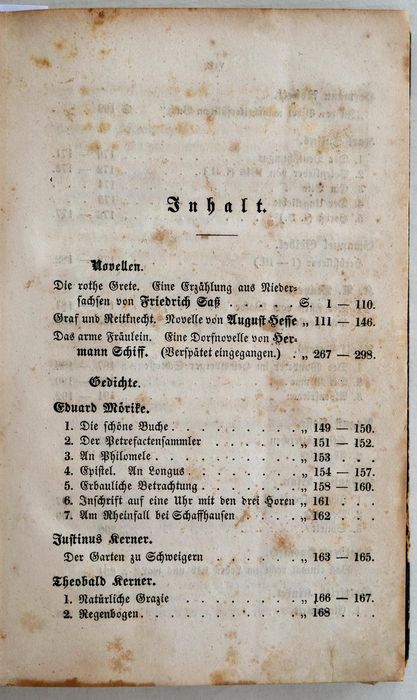 Inhalt.
Novellen.
Die rothe Grete. Eine Erzählung aus Nieder-
sachsen von Friedrich Saß . . . . . S. 1 — 110.
Graf und Reitknecht. Novelle von August Hesse „ 111 — 146.
Das arme Fräulein. Eine Dorfnovelle von Her-
mann Schiff. (Verspätet eingegangen.) . „ 267 — 298.
Gedichte.
Eduard Mörike.
1. Die schöne Buche . . . . . . . . „ 149 — 150.
2. Der Petrefactensammler . . . . . . „ 151 — 152.
3. An Philomele . . . . . . . . . „ 153
4. Epistel. An Longus . . . . . . . „ 154 — 157.
5. Erbauliche Betrachtung . . . . . . „ 158 — 160.
6. Inschrift auf eine Uhr mit den drei Horen „ 161
7. Am Rheinfall bei Schaffhausen . . . . „ 162
Justinus Kerner.
Der Garten zu Schweigern . . . . . . „ 163 — 165.
Theobald Kerner.
1. Natürliche Grazie . . . . . . . . „ 166 — 167.
2. Regenbogen . . . . . . . . . . „ 168